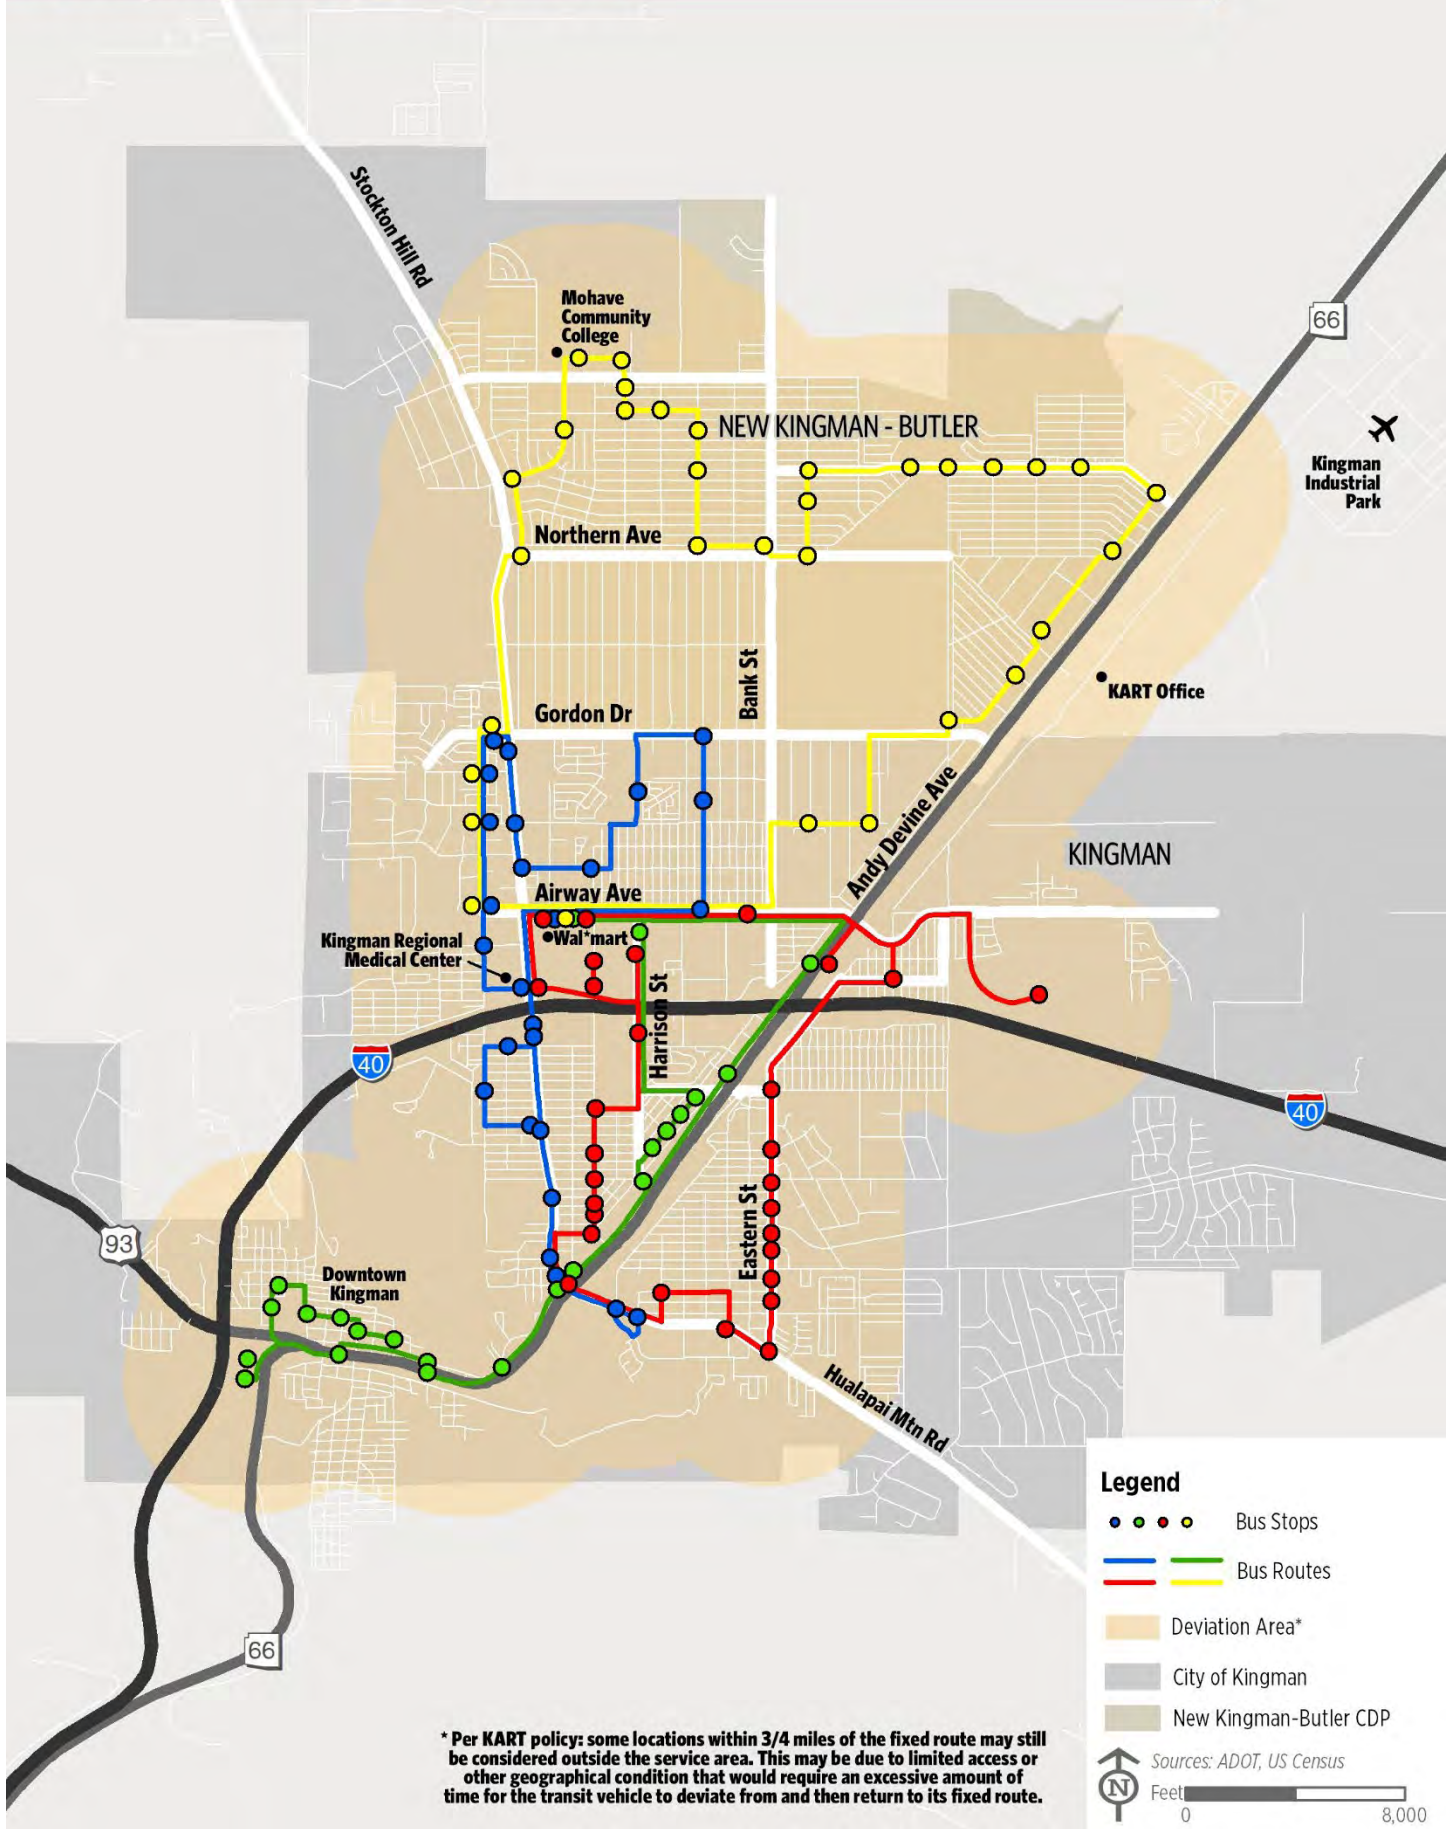 Stockton Hill Rd
Mohave
Community
College
66
NEW KINGMAN - BUTLER
Kingman
Industrial
Park
Northern Ave
Bank St
KART Office
Gordon Dr
Andy Devine Ave
KINGMAN
Airway Ave
Wal*mart
Kingman Regional
Medical Center
Harrison St
40
40
Eastern St
93
Downtown
Kingman
Hualapai Mtn Rd
66
Legend
Bus Stops
Bus Routes
Deviation Area*
City of Kingman
New Kingman-Butler CDP
Sources: ADOT, US Census
N
Feet
0 8,000
* Per KART policy: some locations within 3/4 miles of the fixed route may still
be considered outside the service area. This may be due to limited access or
other geographical condition that would require an excessive amount of
time for the transit vehicle to deviate from and then return to its fixed route.